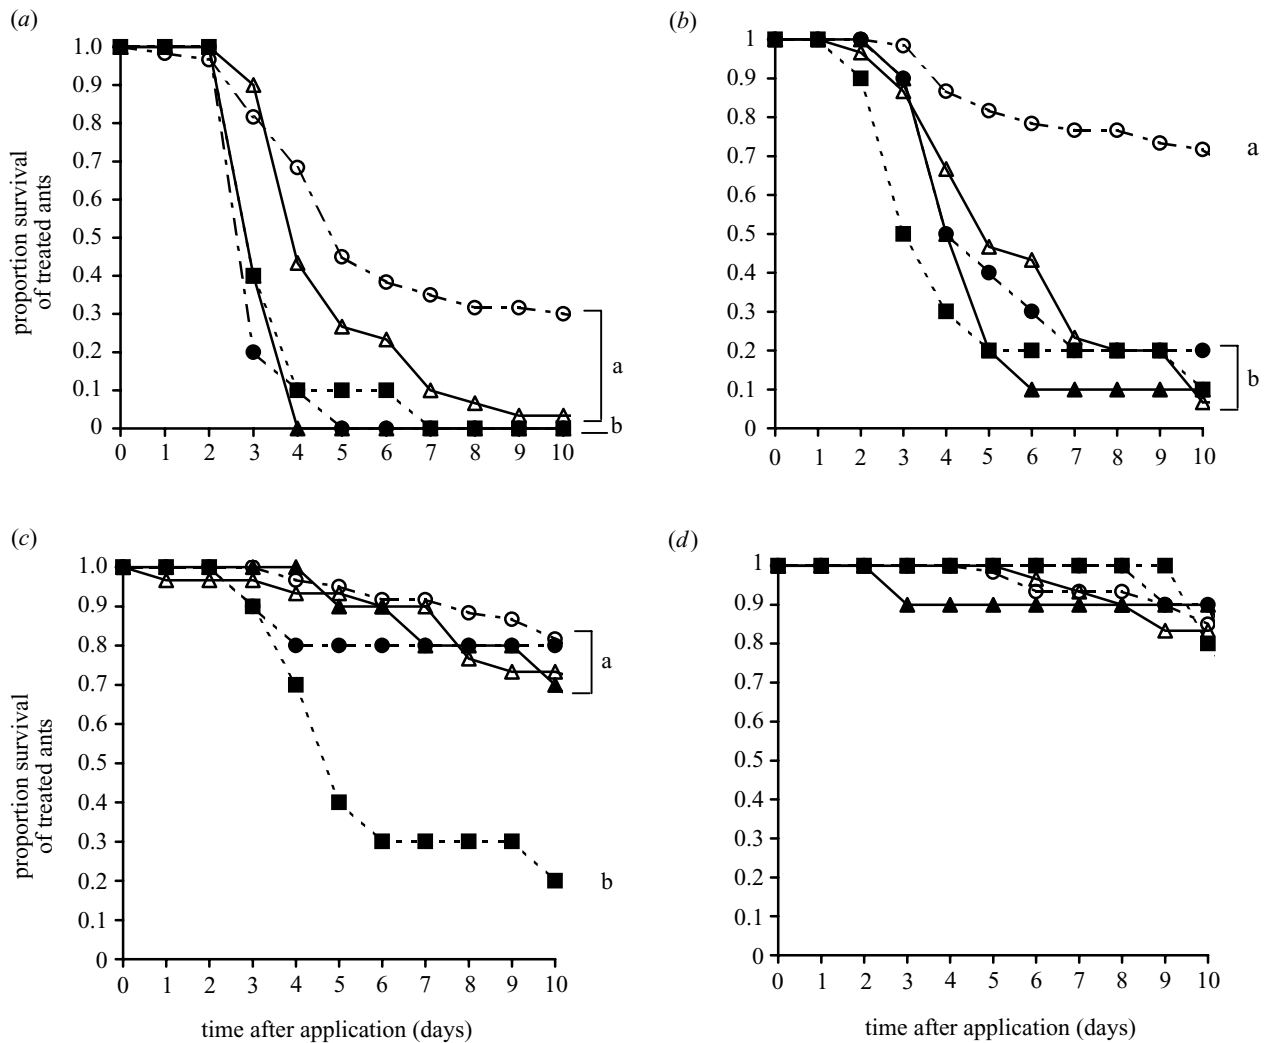 (a)
1.0
0.9
0.8
0.7
0.6
0.5
0.4
0.3
0.2
0.1
0
proportion survival
of treated ants
0 1 2 3 4 5 6 7 8 9 10
a
b
(b)
1
0.9
0.8
0.7
0.6
0.5
0.4
0.3
0.2
0.1
0
0 1 2 3 4 5 6 7 8 9 10
a
b
(c)
1.0
0.9
0.8
0.7
0.6
0.5
0.4
0.3
0.2
0.1
0
proportion survival
of treated ants
0 1 2 3 4 5 6 7 8 9 10
time after application (days)
a
b
(d)
1
0.9
0.8
0.7
0.6
0.5
0.4
0.3
0.2
0.1
0
0 1 2 3 4 5 6 7 8 9 10
time after application (days)